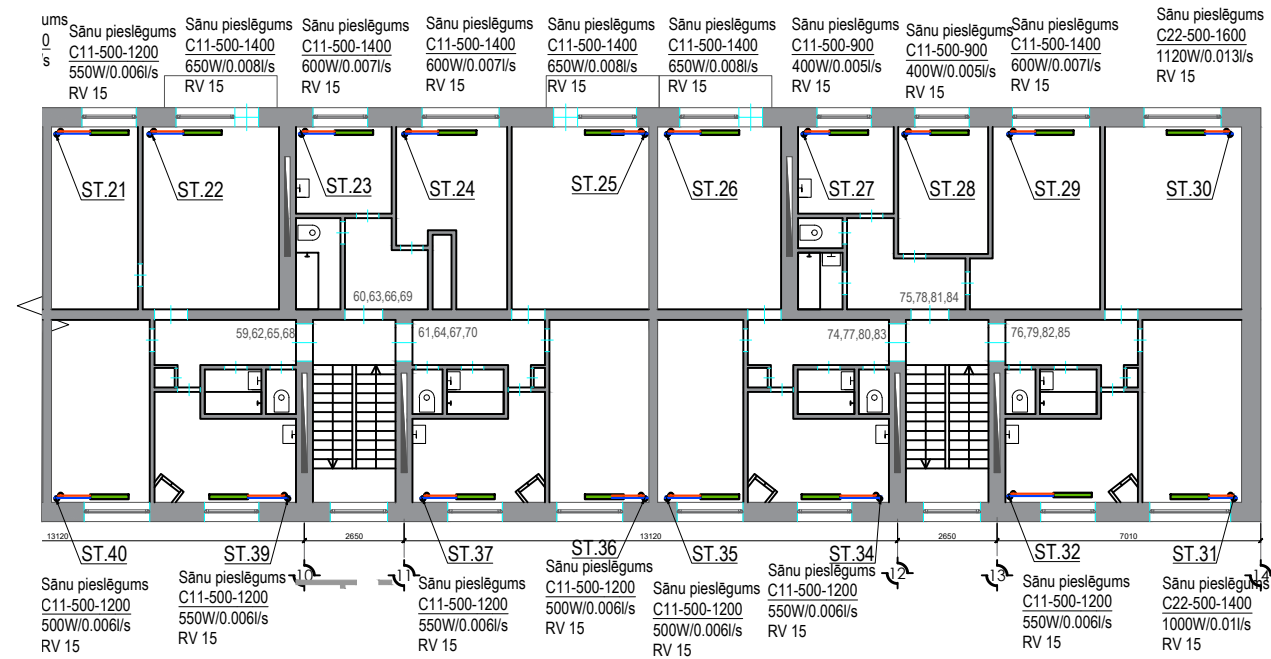 ums
0
s
Sānu pieslēgums
C11-500-1200
550W/0.006l/s
RV 15
Sānu pieslēgums
C11-500-1400
650W/0.008l/s
RV 15
Sānu pieslēgums
C11-500-1400
600W/0.007l/s
RV 15
Sānu pieslēgums
C11-500-1400
600W/0.007l/s
RV 15
Sānu pieslēgums
C11-500-1400
650W/0.008l/s
RV 15
Sānu pieslēgums
C11-500-1400
650W/0.008l/s
RV 15
Sānu pieslēgums
C11-500-900
400W/0.005l/s
RV 15
Sānu pieslēgums
C11-500-900
400W/0.005l/s
RV 15
Sānu pieslēgums
C11-500-1400
600W/0.007l/s
RV 15
Sānu pieslēgums
C22-500-1600
1120W/0.013l/s
RV 15
ST.21
ST.22
ST.23
ST.24
ST.25
ST.26
ST.27
ST.28
ST.29
ST.30
60,63,66,69
75,78,81,84
59,62,65,68
61,64,67,70
74,77,80,83
76,79,82,85
13120
2650
13120
2650
7010
ST.40
ST.39
ST.37
ST.36
ST.35
ST.34
ST.32
ST.31
10
11
12
13
14
Sānu pieslēgums
C11-500-1200
500W/0.006l/s
RV 15
Sānu pieslēgums
C11-500-1200
550W/0.006l/s
RV 15
Sānu pieslēgums
C11-500-1200
550W/0.006l/s
RV 15
Sānu pieslēgums
C11-500-1200
500W/0.006l/s
RV 15
Sānu pieslēgums
C11-500-1200
500W/0.006l/s
RV 15
Sānu pieslēgums
C11-500-1200
550W/0.006l/s
RV 15
Sānu pieslēgums
C11-500-1200
550W/0.006l/s
RV 15
Sānu pieslēgums
C22-500-1400
1000W/0.01l/s
RV 15